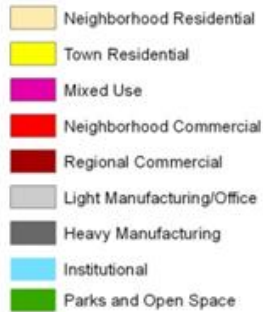 Neighborhood Residential
Town Residential
Mixed Use
Neighborhood Commercial
Regional Commercial
Light Manufacturing/Office
Heavy Manufacturing
Institutional
Parks and Open Space